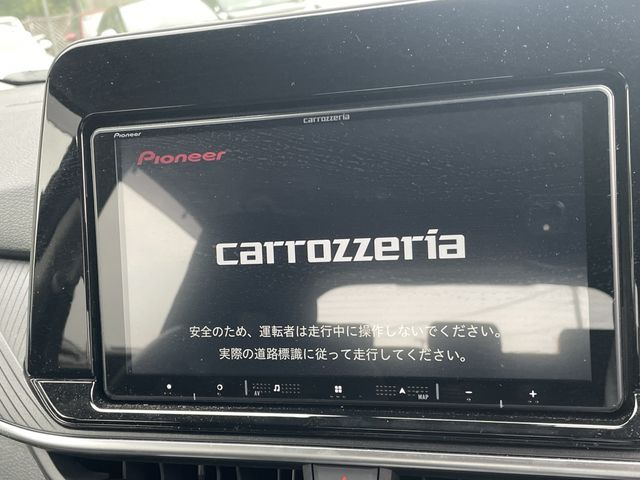 carrozzeria
Pioneer
Pioneer
carrozzeria
安全のため、運転者は走行中に操作しないでください。
実際の道路標識に従って走行してください。
AV
MAP
− +